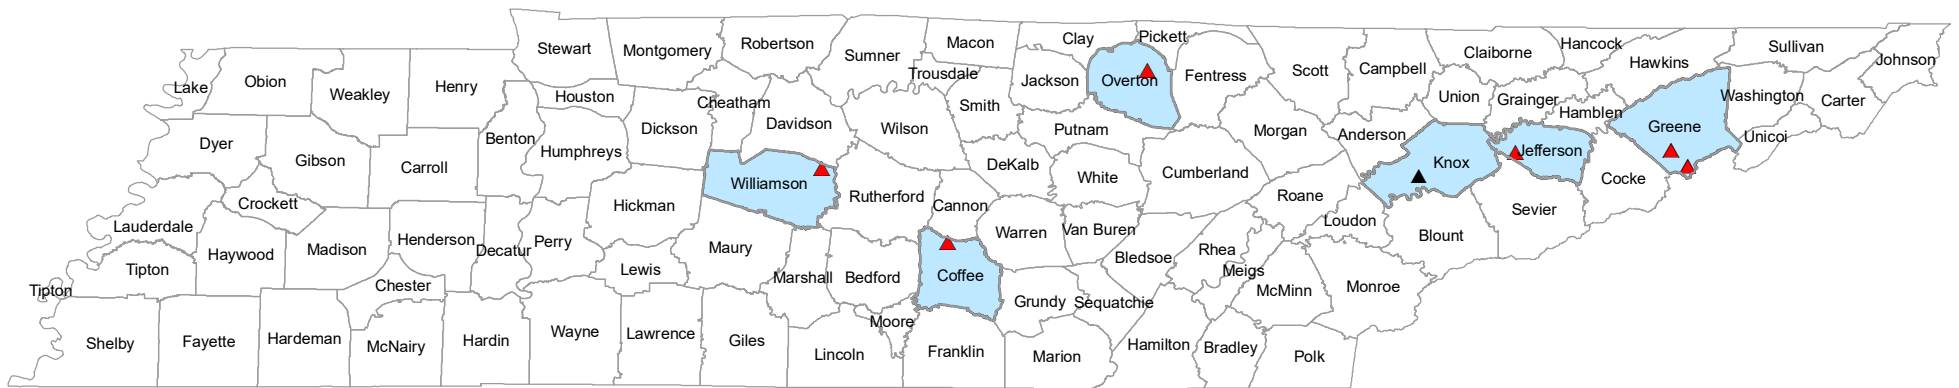 Stewart
Montgomery
Robertson
Sumner
Macon
Clay
Pickett
Trousdale
Jackson
Overton
Fentress
Scott
Campbell
Claiborne
Hancock
Hawkins
Sullivan
Johnson
Lake
Obion
Weakley
Henry
Houston
Cheatham
Smith
Union
Grainger
Hamblen
Washington
Carter
Dyer
Gibson
Carroll
Benton
Humphreys
Dickson
Davidson
Wilson
Putnam
Morgan
Anderson
Greene
Unicoi
DeKalb
Knox
Jefferson
Crockett
Williamson
Rutherford
Cannon
White
Cumberland
Roane
Cocke
Lauderdale
Haywood
Madison
Henderson
Decatur
Perry
Hickman
Maury
Warren
Van Buren
Loudon
Sevier
Blount
Tipton
Tipton
Chester
Lewis
Marshall
Bedford
Coffee
Bledsoe
Rhea
Meigs
McMinn
Monroe
Grundy
Sequatchie
Shelby
Fayette
Hardeman
McNairy
Hardin
Wayne
Lawrence
Giles
Moore
Lincoln
Franklin
Marion
Hamilton
Bradley
Polk